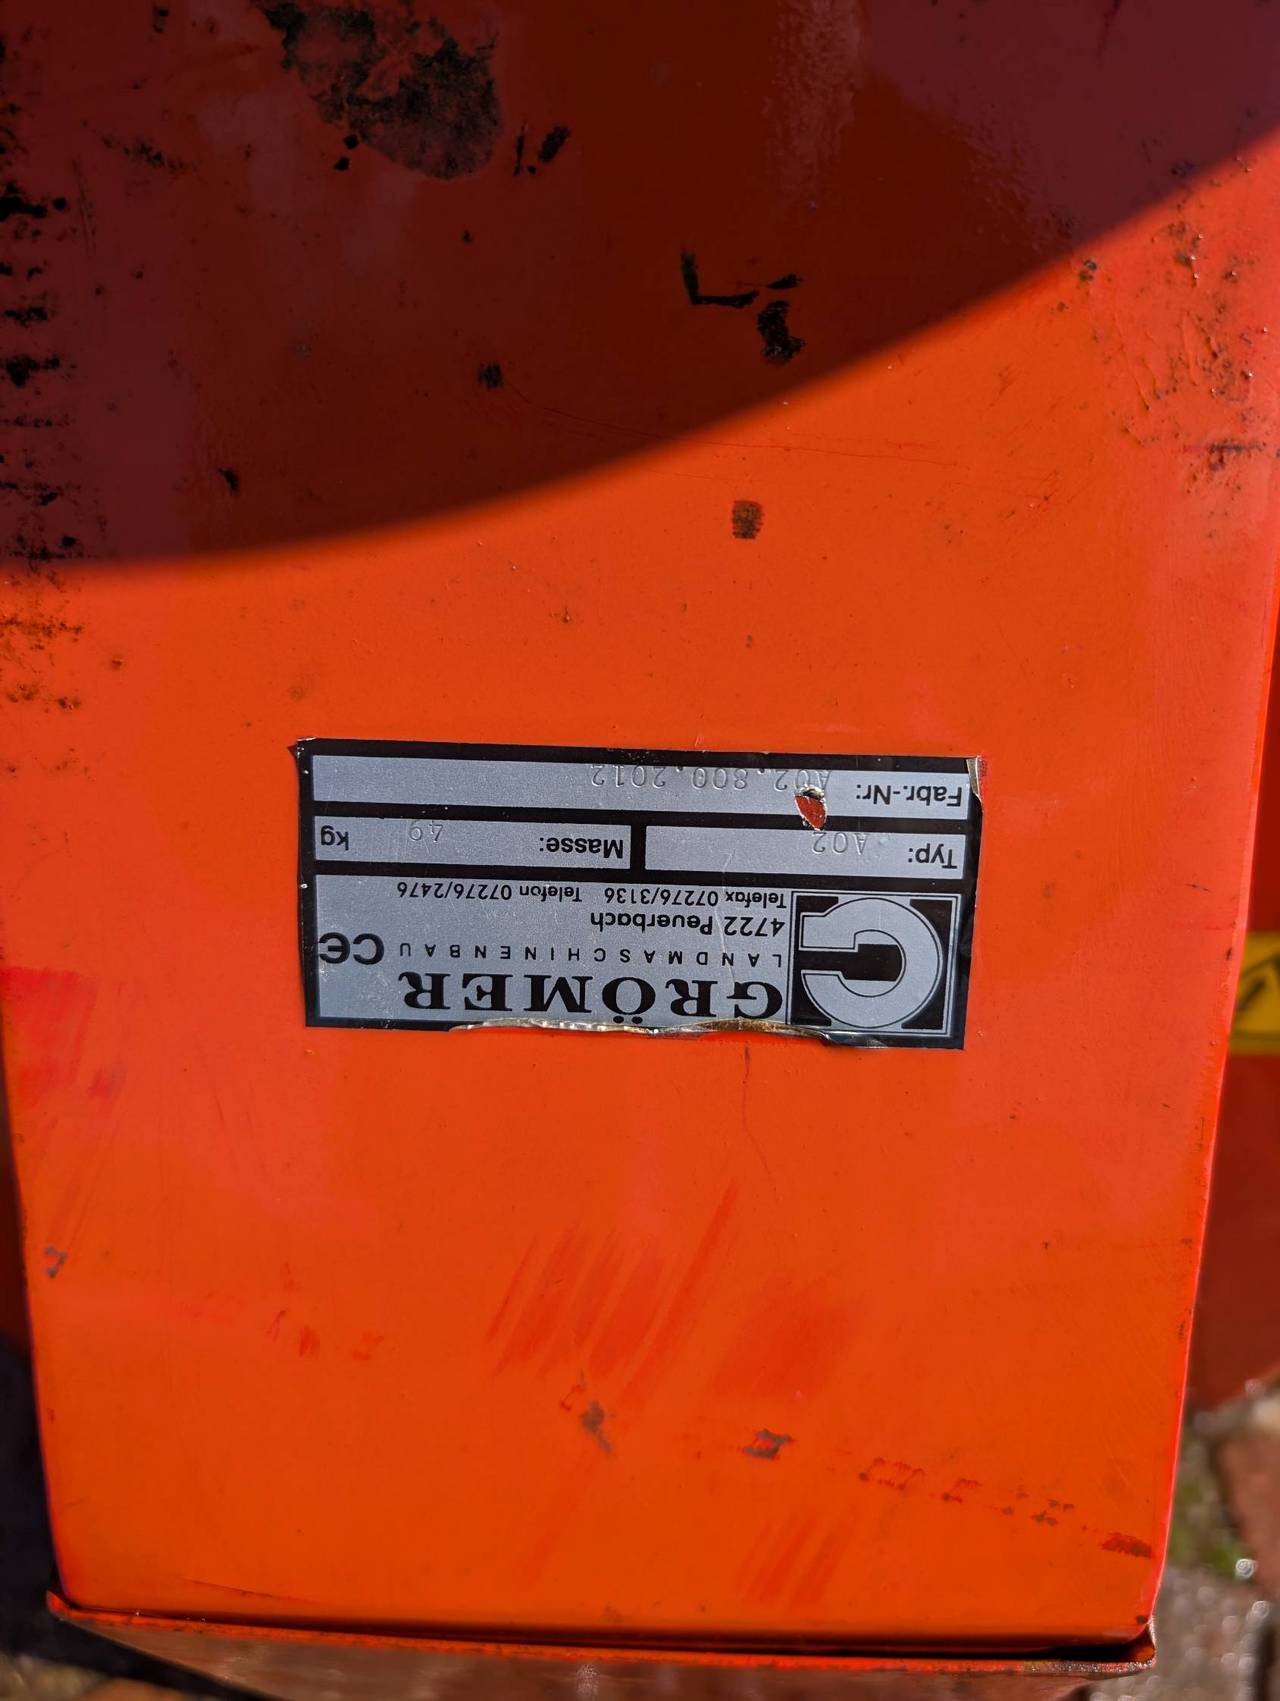 GRÖMER
LANDMASCHINENBAU CE
4722 Peuerbach
Telefax 07276/3136 Telefon 07276/2476
Typ: A02 Masse: 49 kg
Fabr.-Nr: A02.800.2012